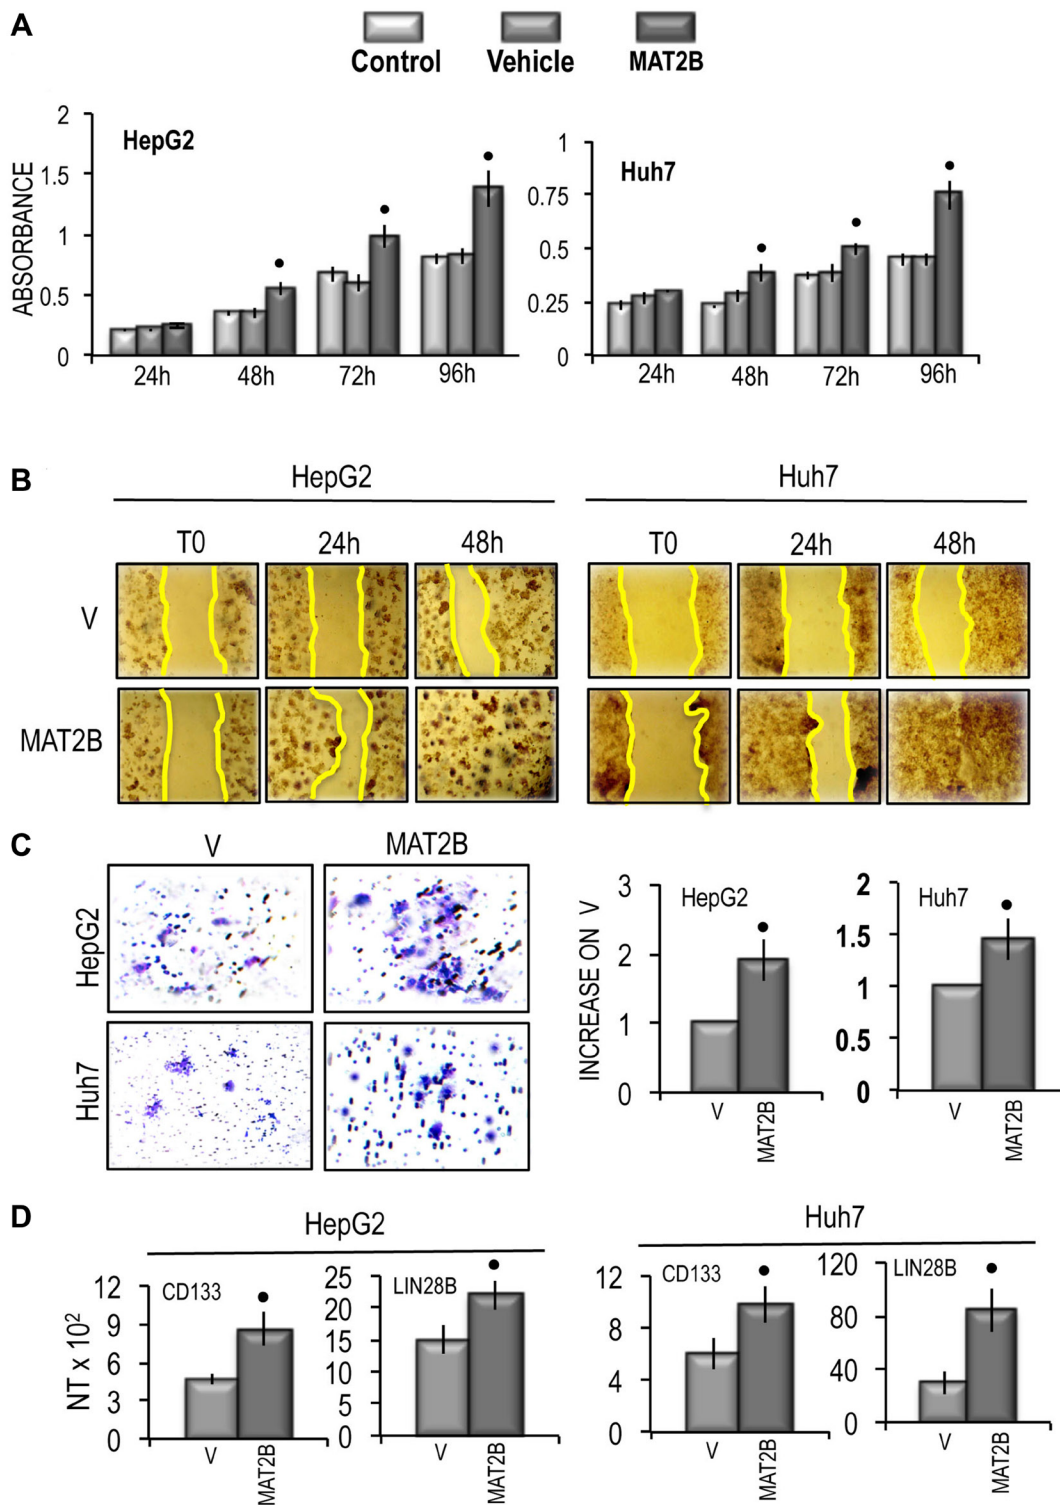 A
Control Vehicle MAT2B
HepG2
ABSORBANCE
2
1.5
1
0.5
0
24h 48h 72h 96h
Huh7
1
0.75
0.5
0.25
0
24h 48h 72h 96h
B
HepG2 Huh7
T0 24h 48h T0 24h 48h
V
MAT2B
C
V MAT2B
HepG2
Huh7
INCREASE ON V
3
2
1
0
HepG2
V MAT2B
2
1.5
1
0.5
0
Huh7
V MAT2B
D
HepG2 Huh7
NT x 10²
12
9
6
3
0
CD133
V MAT2B
25
20
15
10
5
0
LIN28B
V MAT2B
12
8
4
0
CD133
V MAT2B
120
80
40
0
LIN28B
V MAT2B